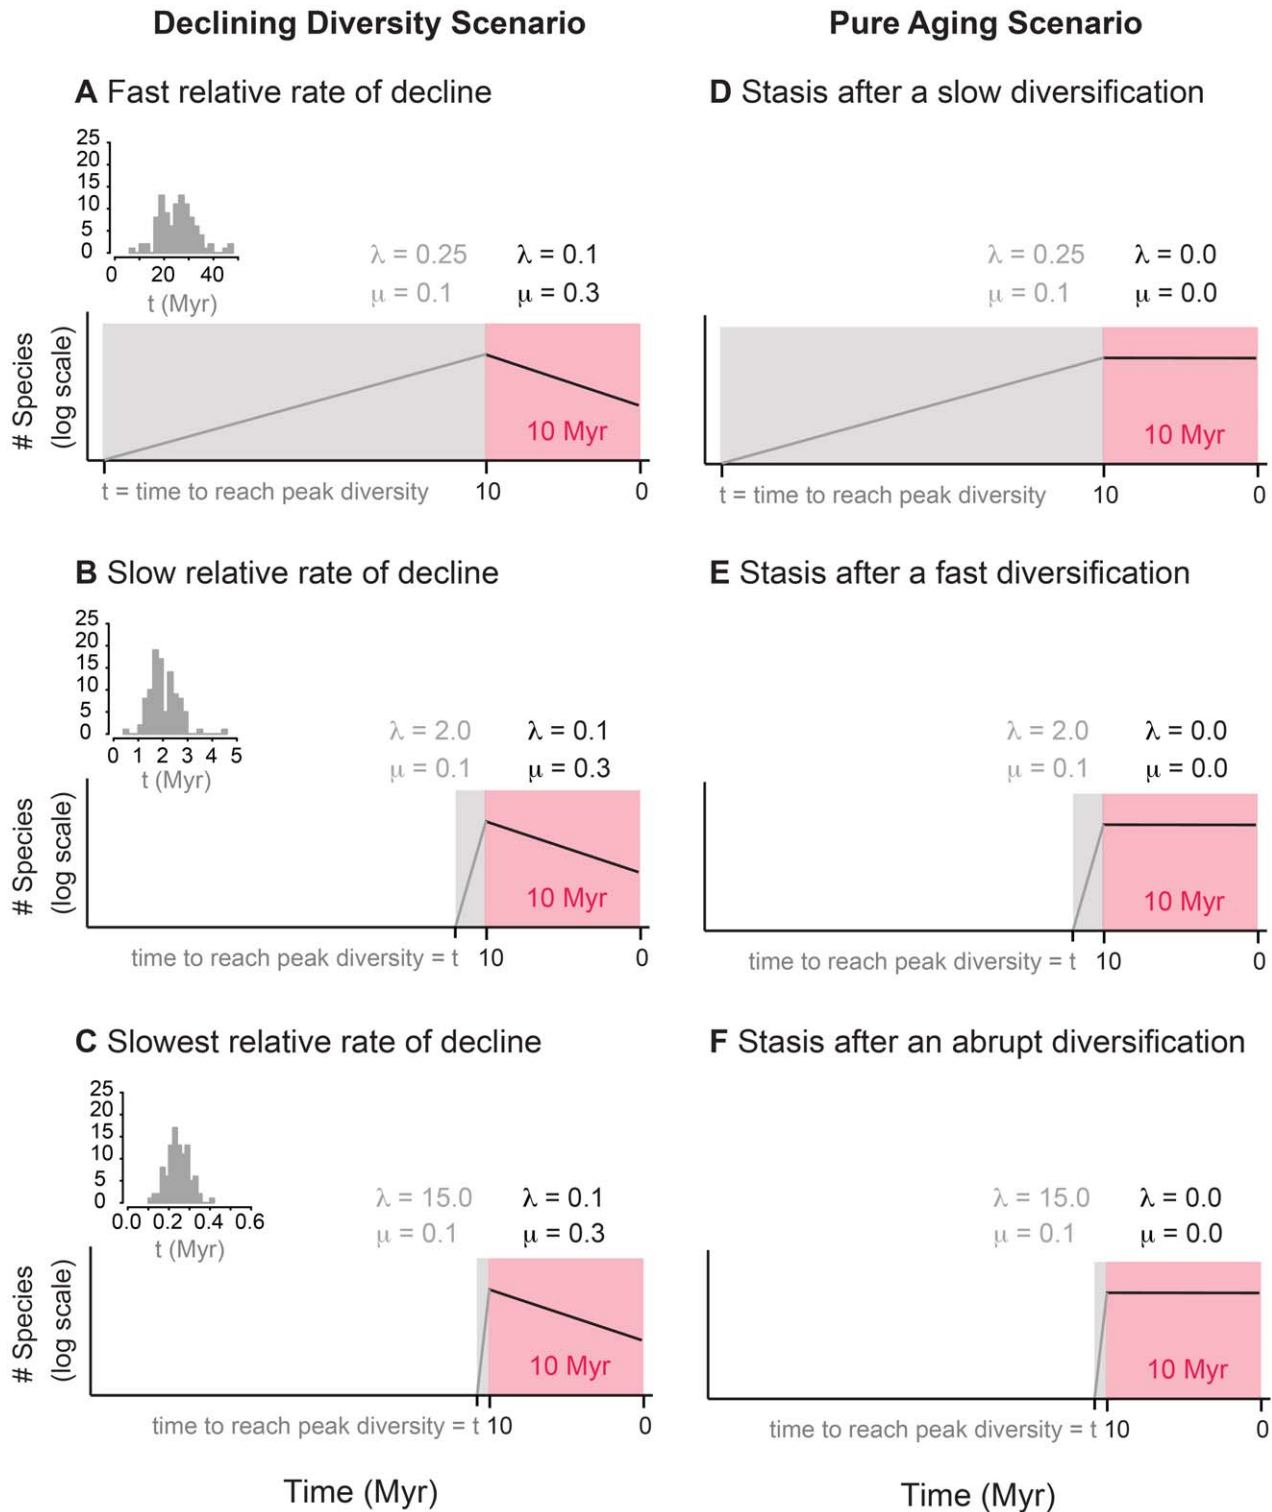 Declining Diversity Scenario
A Fast relative rate of decline
25
20
15
10
5
0
0 20 40
t (Myr)
λ = 0.25 λ = 0.1
μ = 0.1 μ = 0.3
# Species
(log scale)
10 Myr
t = time to reach peak diversity 10 0
B Slow relative rate of decline
25
20
15
10
5
0
0 1 2 3 4 5
t (Myr)
λ = 2.0 λ = 0.1
μ = 0.1 μ = 0.3
# Species
(log scale)
10 Myr
time to reach peak diversity = t 10 0
C Slowest relative rate of decline
25
20
15
10
5
0
0.0 0.2 0.4 0.6
t (Myr)
λ = 15.0 λ = 0.1
μ = 0.1 μ = 0.3
# Species
(log scale)
10 Myr
time to reach peak diversity = t 10 0
Time (Myr)
Pure Aging Scenario
D Stasis after a slow diversification
λ = 0.25 λ = 0.0
μ = 0.1 μ = 0.0
10 Myr
t = time to reach peak diversity 10 0
E Stasis after a fast diversification
λ = 2.0 λ = 0.0
μ = 0.1 μ = 0.0
10 Myr
time to reach peak diversity = t 10 0
F Stasis after an abrupt diversification
λ = 15.0 λ = 0.0
μ = 0.1 μ = 0.0
10 Myr
time to reach peak diversity = t 10 0
Time (Myr)